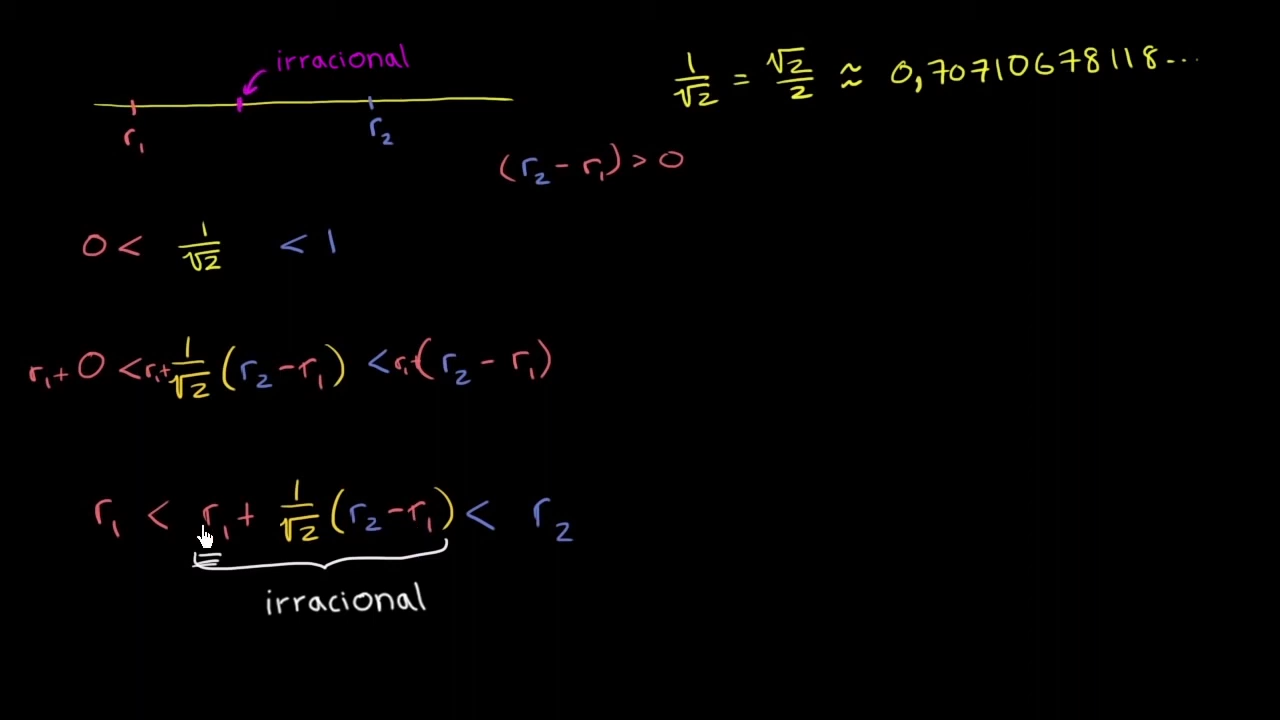 irracional
r₁ r₂
1/√2 = √2/2 ≈ 0,70710678118...
(r₂ - r₁) > 0
0 < 1/√2 < 1
r₁ + 0 < r₁ + 1/√2 (r₂ - r₁) < r₁ + (r₂ - r₁)
r₁ < r₁ + 1/√2 (r₂ - r₁) < r₂
irracional